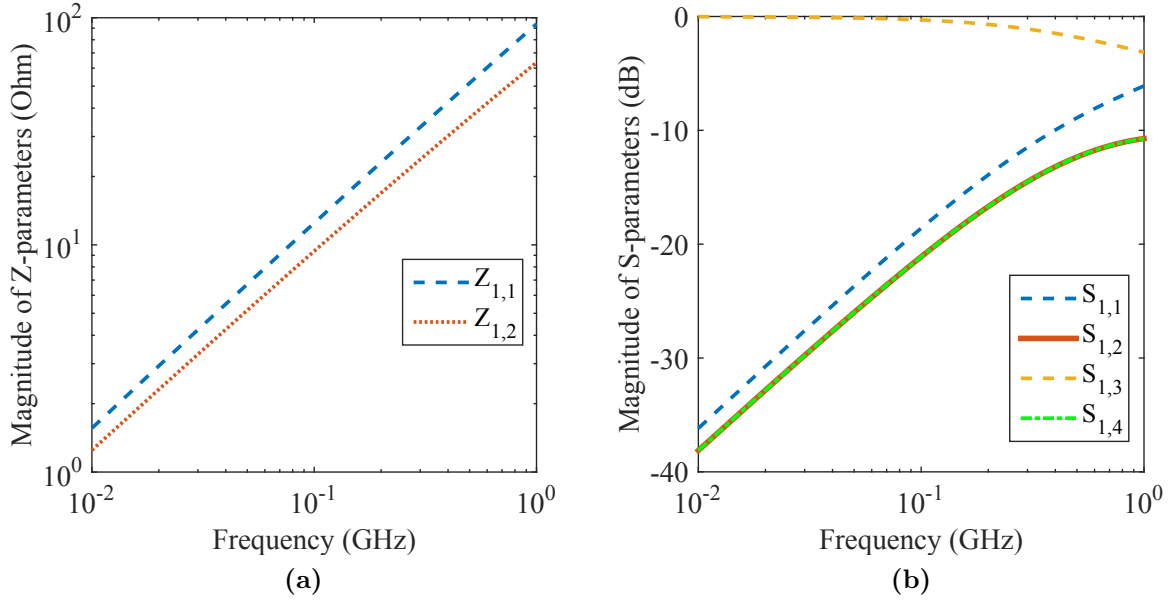 Magnitude of Z-parameters (Ohm)
10^2
10^1
10^0
Z_{1,1}
Z_{1,2}
10^{-2} 10^{-1} 10^0
Frequency (GHz)
(a)
Magnitude of S-parameters (dB)
0
-10
-20
-30
-40
S_{1,1}
S_{1,2}
S_{1,3}
S_{1,4}
10^{-2} 10^{-1} 10^0
Frequency (GHz)
(b)